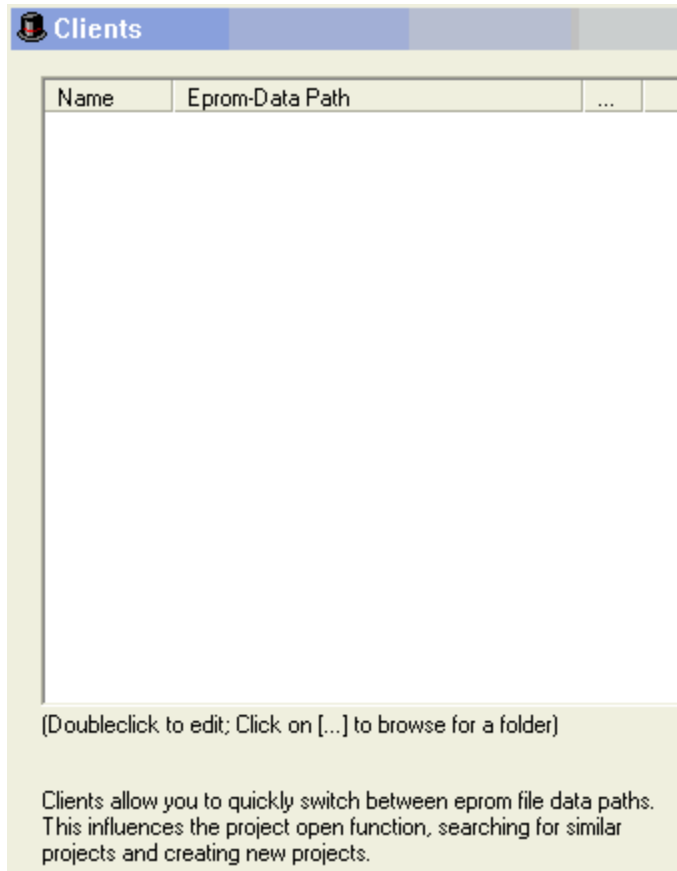 Clients
Name Eprom-Data Path ...
(Doubleclick to edit; Click on [...] to browse for a folder)
Clients allow you to quickly switch between eprom file data paths.
This influences the project open function, searching for similar
projects and creating new projects.